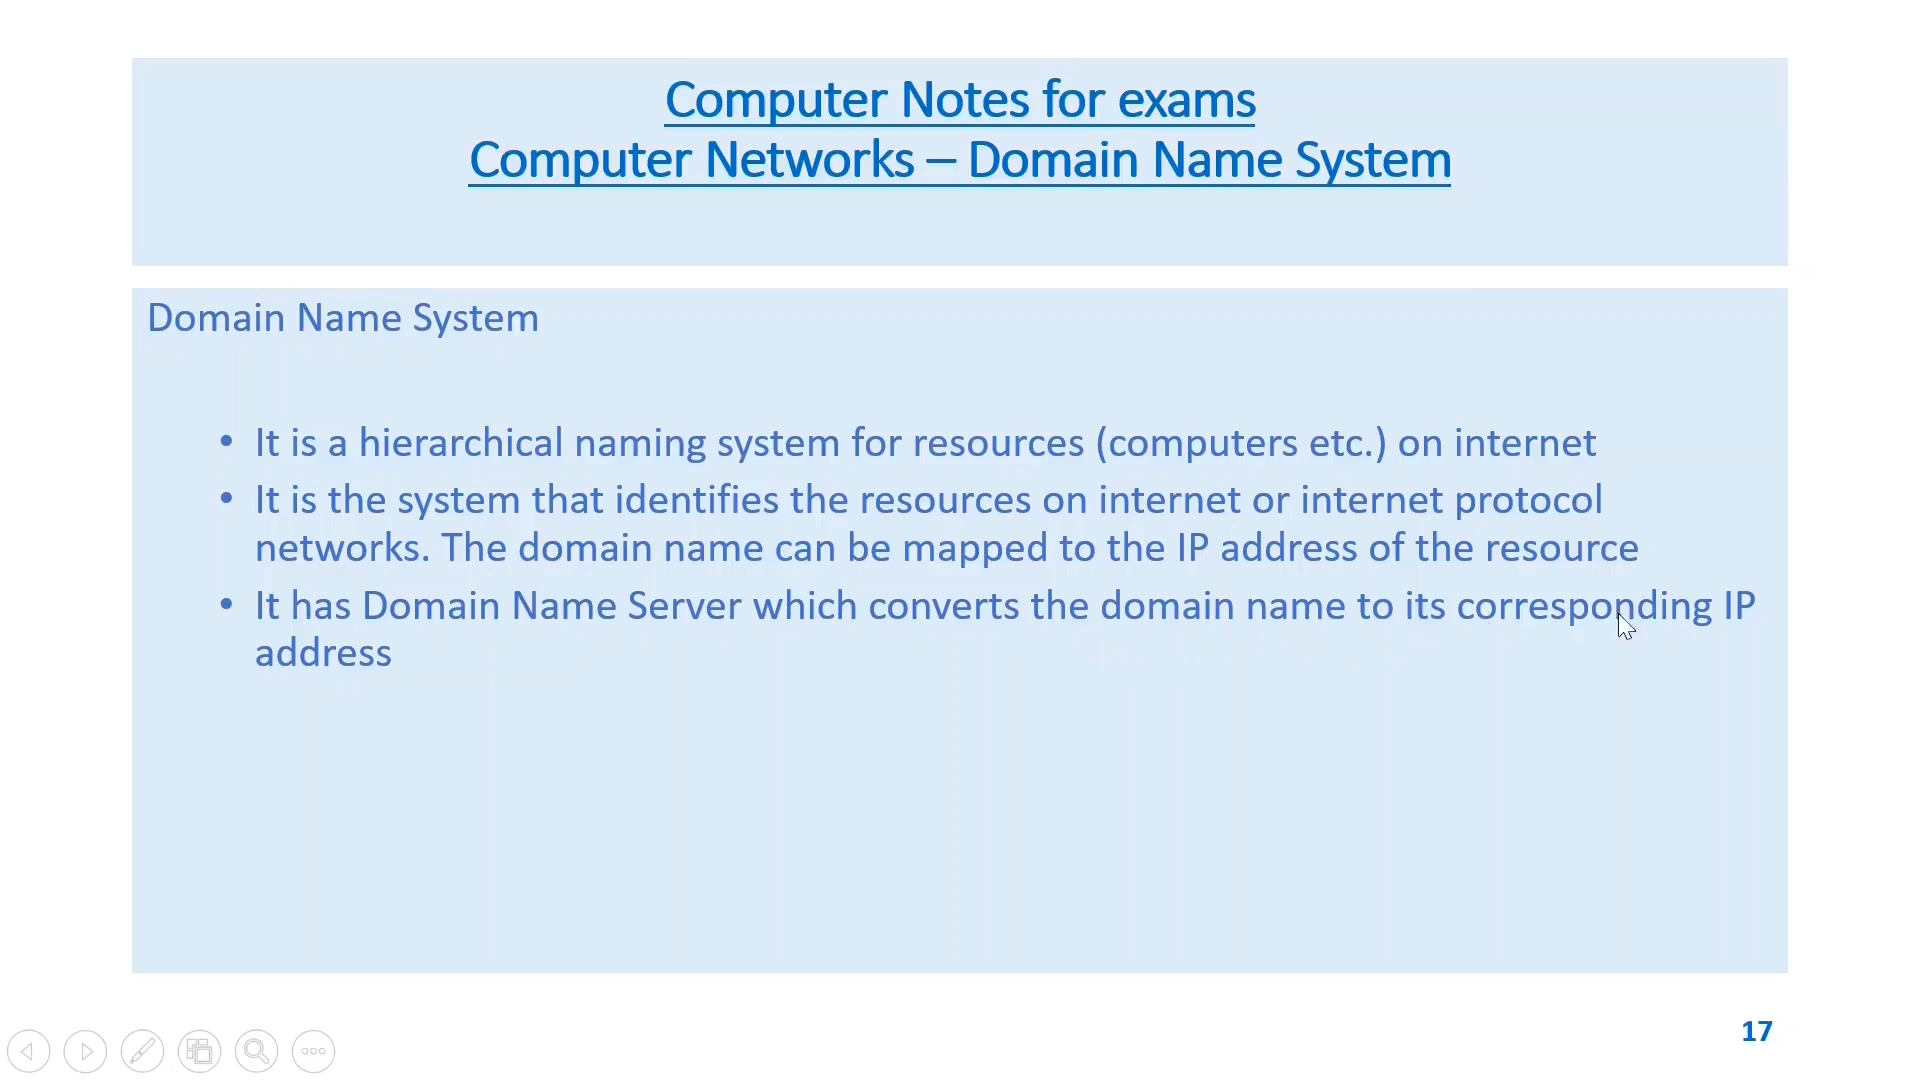 Computer Notes for exams
Computer Networks – Domain Name System
Domain Name System
• It is a hierarchical naming system for resources (computers etc.) on internet
• It is the system that identifies the resources on internet or internet protocol
networks. The domain name can be mapped to the IP address of the resource
• It has Domain Name Server which converts the domain name to its corresponding IP
address
17